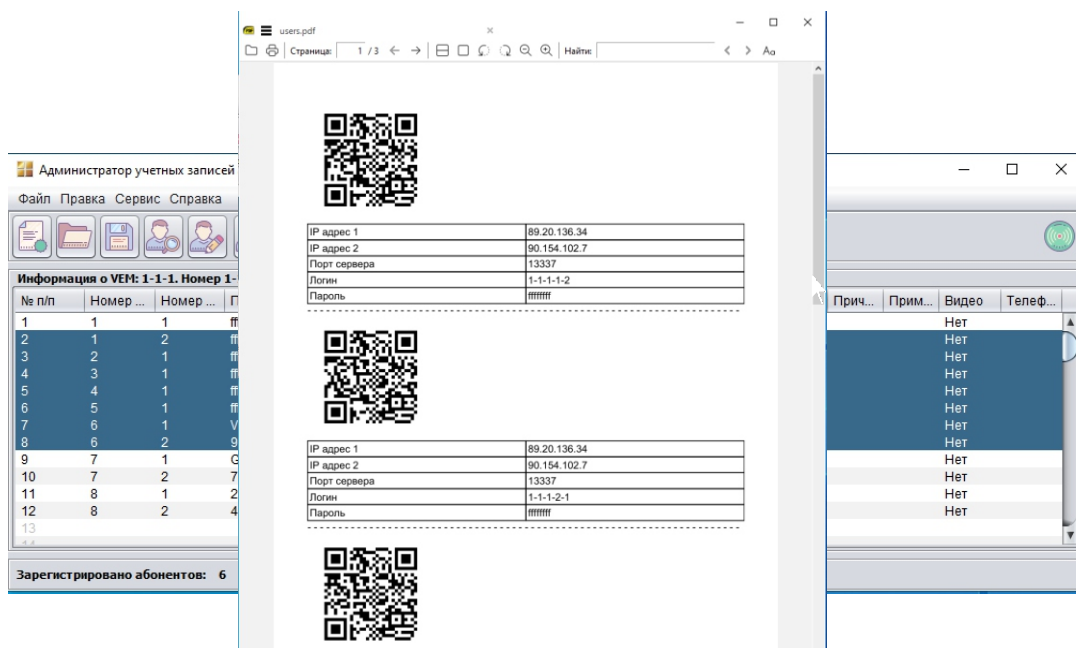 users.pdf
Страница: 1 / 3 Найти:
IP адрес 1 89.20.136.34
IP адрес 2 90.154.102.7
Порт сервера 13337
Логин 1-1-1-1-2
Пароль ffffffff
IP адрес 1 89.20.136.34
IP адрес 2 90.154.102.7
Порт сервера 13337
Логин 1-1-1-2-1
Пароль ffffffff
Администратор учетных записей
Файл Правка Сервис Справка
Информация о VEM: 1-1-1. Номер 1-
№ п/п Номер ... Номер ... Прич... Прим... Видео Телеф...
1 1 1 Нет
2 1 2 Нет
3 2 1 Нет
4 3 1 Нет
5 4 1 Нет
6 5 1 Нет
7 6 1 V Нет
8 6 2 9 Нет
9 7 1 G Нет
10 7 2 7 Нет
11 8 1 2 Нет
12 8 2 4 Нет
13
Зарегистрировано абонентов: 6